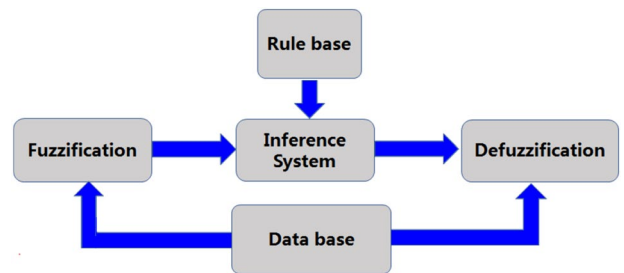 Rule base
Fuzzification
Inference
System
Defuzzification
Data base